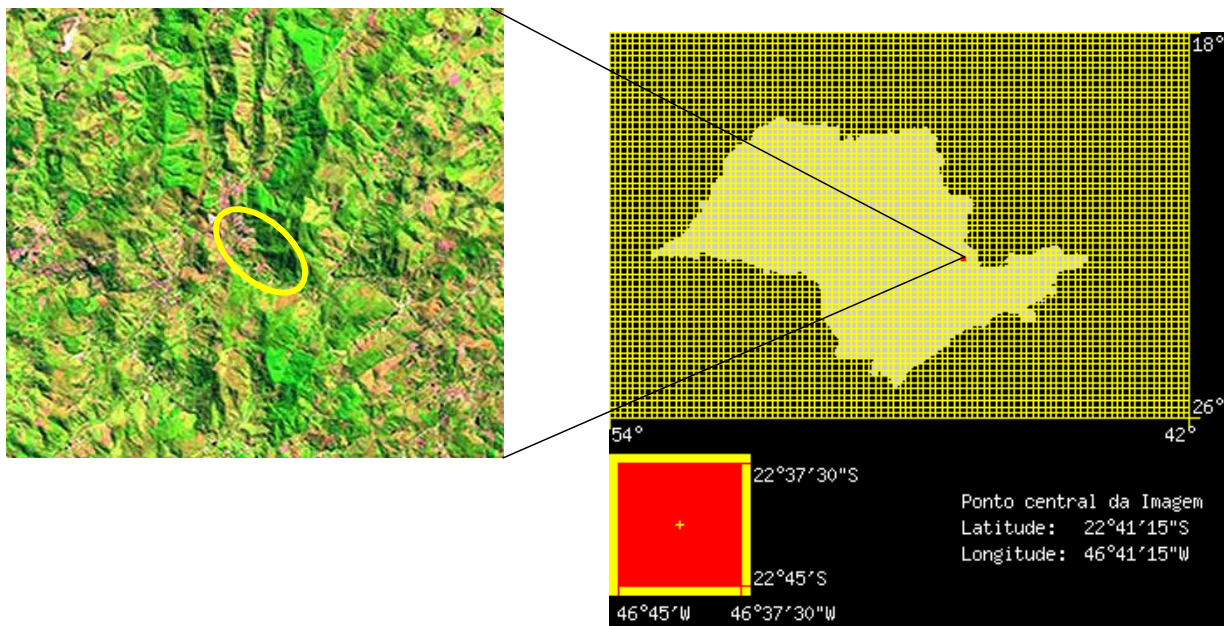 18°
26°
54°
42°
22°37'30"S
22°45'S
46°45'W
46°37'30"W
Ponto central da Imagem
Latitude: 22°41'15"S
Longitude: 46°41'15"W